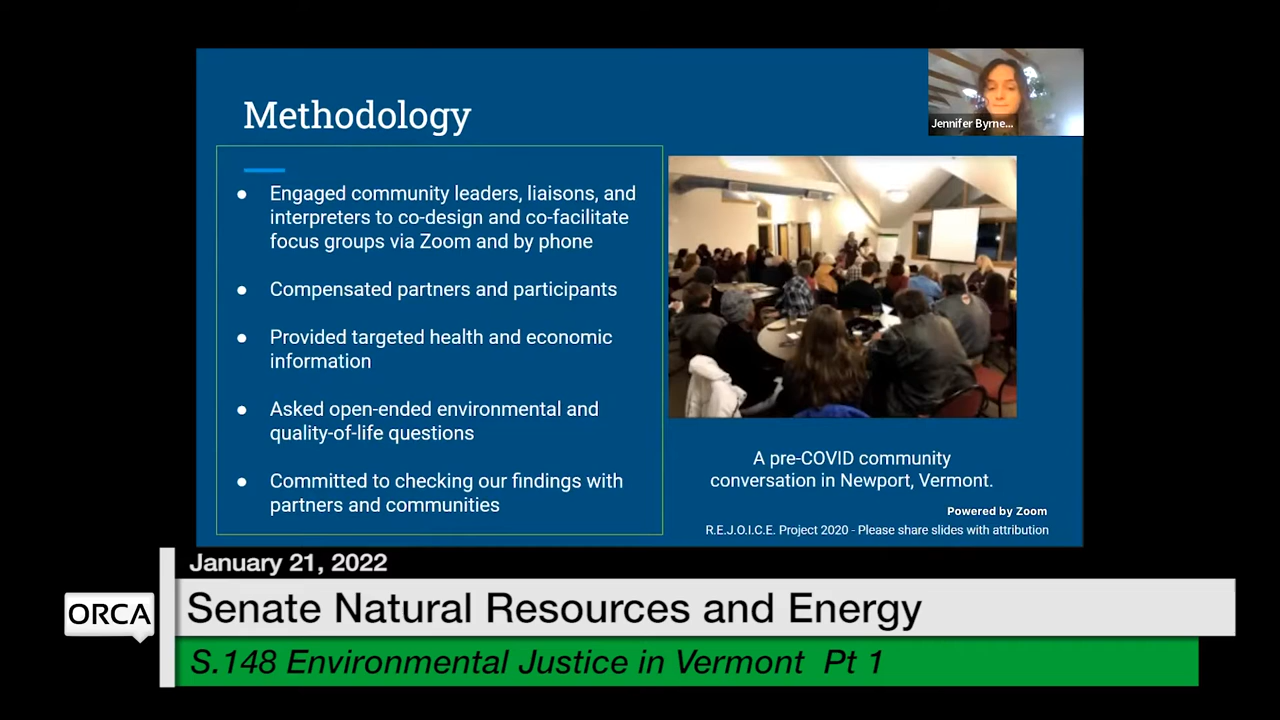 Methodology
Jennifer Byrne...
● Engaged community leaders, liaisons, and
interpreters to co-design and co-facilitate
focus groups via Zoom and by phone
● Compensated partners and participants
● Provided targeted health and economic
information
● Asked open-ended environmental and
quality-of-life questions
● Committed to checking our findings with
partners and communities
A pre-COVID community
conversation in Newport, Vermont.
Powered by Zoom
R.E.J.O.I.C.E. Project 2020 - Please share slides with attribution
January 21, 2022
ORCA
Senate Natural Resources and Energy
S.148 Environmental Justice in Vermont Pt 1